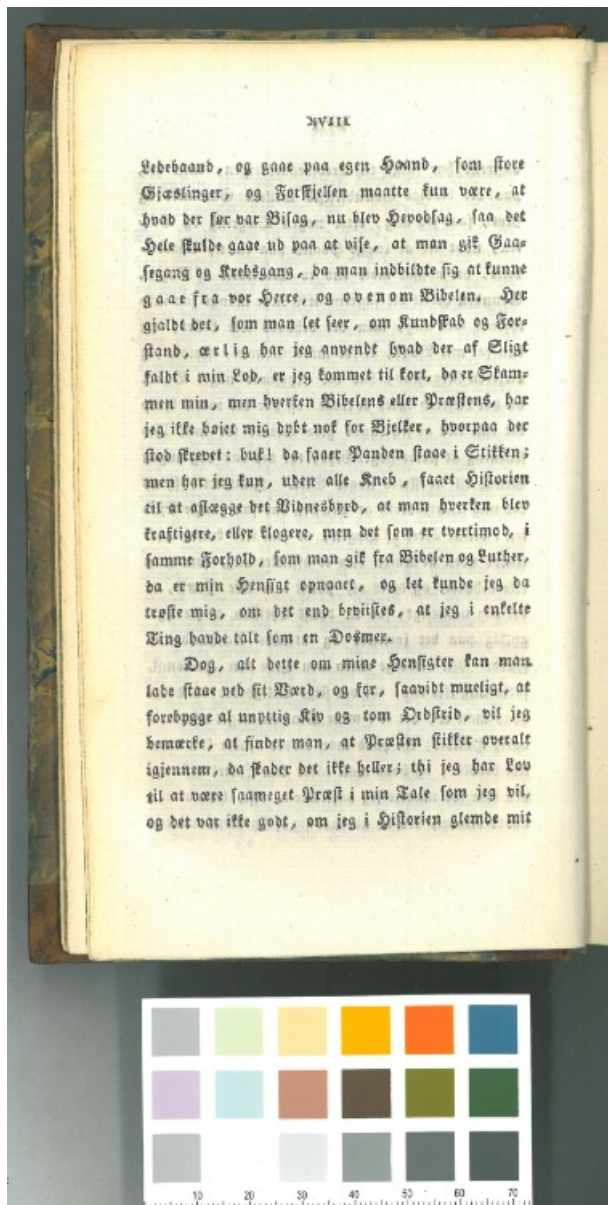 XVIII
Ledebaand, og gaae paa egen Haand, som store
Gjæslinger, og Forskjellen maatte kun være, at
hvad der før var Bisag, nu blev Hovedsag, saa det
Hele skulde gaae ud paa at vise, at man gik Gaa-
segang og Krebsgang, da man indbildte sig at kunne
gaae fra vor Herre, og ovenom Bibelen. Her
gjaldt det, som man let seer, om Kundskab og For-
stand, ærlig har jeg anvendt hvad der af Sligt
faldt i min Lod, er jeg kommet til kort, da er Skam-
men min, men hverken Bibelens eller Præstens, har
jeg ikke bøiet mig dybt nok for Bjelker, hvorpaa der
stod skrevet: buk! da faaer Panden staae i Stikken;
men har jeg kun, uden alle Kneb, faaet Historien
til at aflægge det Vidnesbyrd, at man hverken blev
kraftigere, eller klogere, men det som er tvertimod, i
samme Forhold, som man gik fra Bibelen og Luther,
da er min Hensigt opnaaet, og let kunde jeg da
trøste mig, om det end beviistes, at jeg i enkelte
Ting havde talt som en Dosmer.
Dog, alt dette om mine Hensigter kan man
lade staae ved sit Værd, og for, saavidt mueligt, at
forebygge al unyttig Kiv og tom Ordstrid, vil jeg
bemærke, at finder man, at Præsten stikker overalt
igjennem, da skader det ikke heller; thi jeg har Lov
til at være saameget Præst i min Tale som jeg vil,
og det var ikke godt, om jeg i Historien glemde mit
10 20 30 40 50 60 70